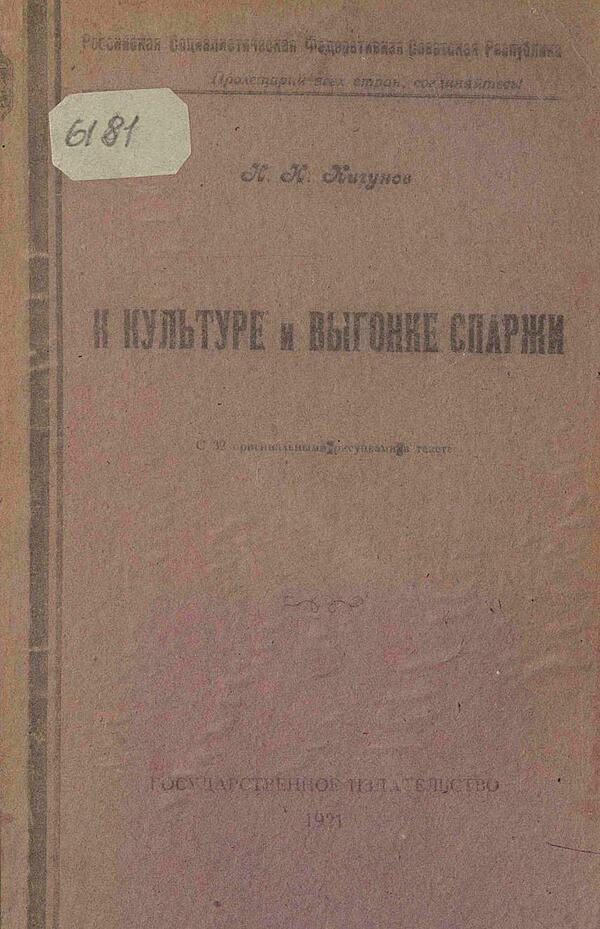 Российская Социалистическая Федеративная Советская Республика
Пролетарии всех стран, соединяйтесь!
6181
Н. И. Кичунов
К КУЛЬТУРЕ и ВЫГОНКЕ СПАРЖИ
С 32 оригинальными рисунками в тексте
ГОСУДАРСТВЕННОЕ ИЗДАТЕЛЬСТВО
1921